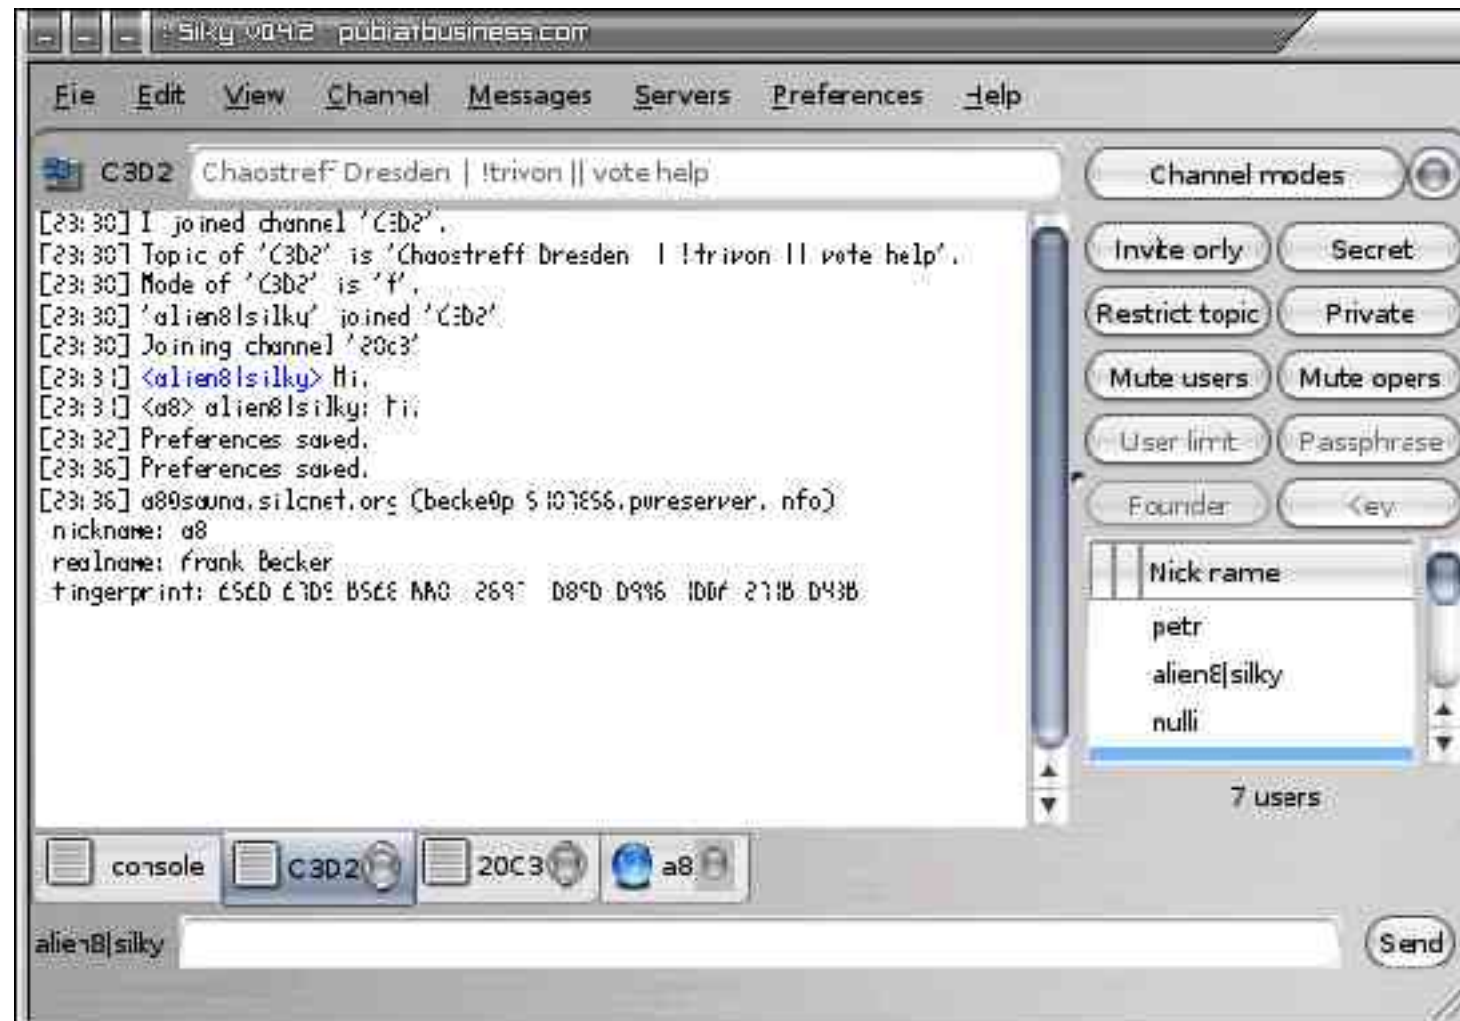 Silky v0.4.2
File Edit View Channel Messages Servers Preferences Help
C3D2 Chaostreff Dresden | !trivon || vote help
Channel modes
[23:30] I joined channel 'C3D2'.
[23:30] Topic of 'C3D2' is 'Chaostreff Dresden | !trivon || vote help'.
[23:30] Mode of 'C3D2' is 'f'.
[23:30] 'alien8|silky' joined 'C3D2'
[23:30] Joining channel '20c3'
[23:31] <alien8|silky> Hi.
[23:31] <a8> alien8|silky: hi.
[23:32] Preferences saved.
[23:36] Preferences saved.
[23:36] a8@sauna.silcnet.org
nickname: a8
realname: Frank Becker
fingerprint:
Invite only Secret
Restrict topic Private
Mute users Mute opers
User limit Passphrase
Founder Key
Nick name
petr
alien8|silky
nulli
7 users
console C3D2 20C3 a8
alien8|silky Send